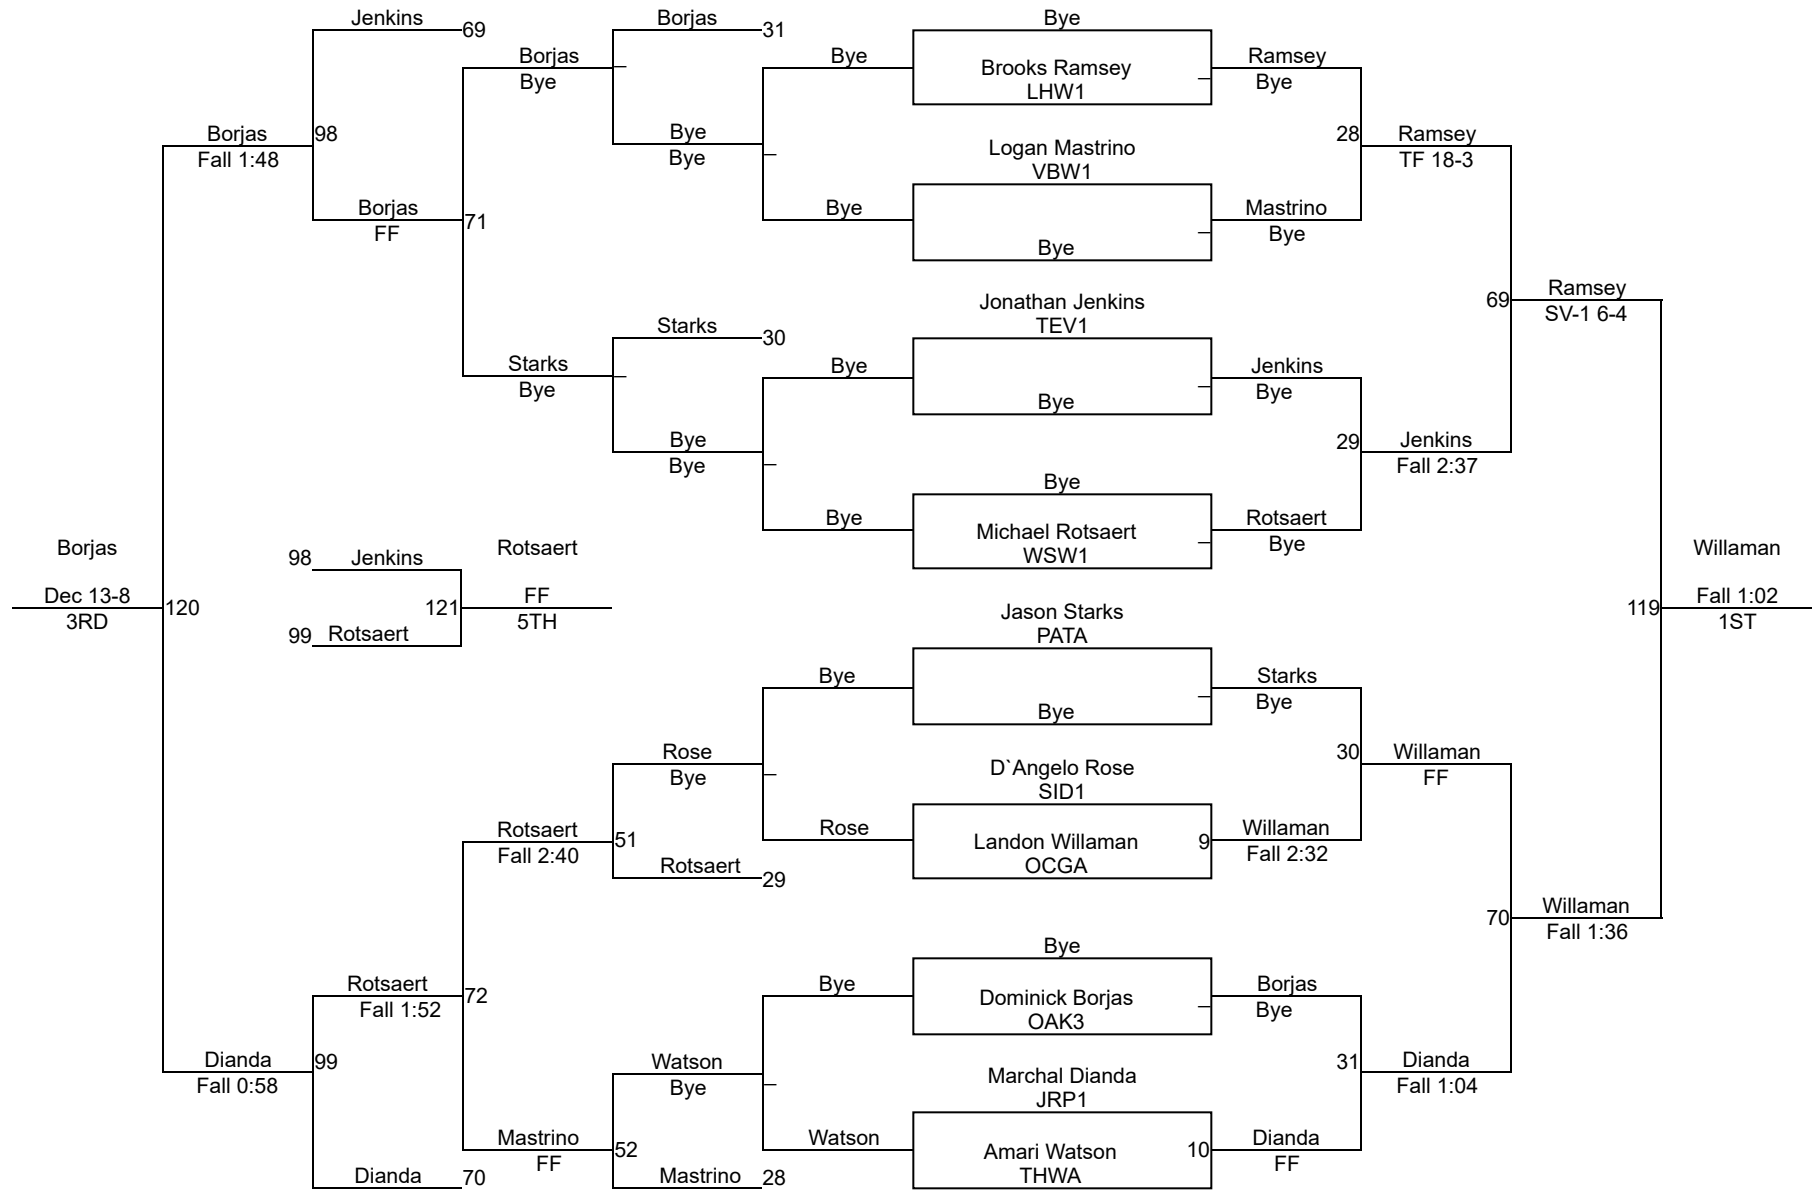 Jenkins
69
Borjas
31
Bye
Borjas
Bye
Bye
Brooks Ramsey
LHW1
Ramsey
Bye
Borjas
Fall 1:48
98
Bye
Bye
28
Ramsey
TF 18-3
Logan Mastrino
VBW1
Borjas
FF
71
Bye
Bye
Mastrino
Bye
Jonathan Jenkins
TEV1
69
Ramsey
SV-1 6-4
Starks
30
Starks
Bye
Bye
Bye
Jenkins
Bye
Bye
Bye
29
Jenkins
Fall 2:37
Bye
Bye
Michael Rotsaert
WSW1
Rotsaert
Bye
Borjas
Dec 13-8
3RD
120
98
Jenkins
99
Rotsaert
121
Rotsaert
FF
5TH
Willaman
119
Fall 1:02
1ST
Jason Starks
PATA
Bye
Bye
Starks
Bye
Rose
Bye
30
Willaman
FF
D`Angelo Rose
SID1
Rotsaert
Fall 2:40
51
Rose
Landon Willaman
OCGA
9
Willaman
Fall 2:32
Rotsaert
29
70
Willaman
Fall 1:36
Bye
Rotsaert
Fall 1:52
72
Bye
Dominick Borjas
OAK3
Borjas
Bye
Dianda
Fall 0:58
99
Watson
Bye
31
Dianda
Fall 1:04
Marchal Dianda
JRP1
Mastrino
FF
52
Watson
Amari Watson
THWA
10
Dianda
FF
Dianda
70
Mastrino
28